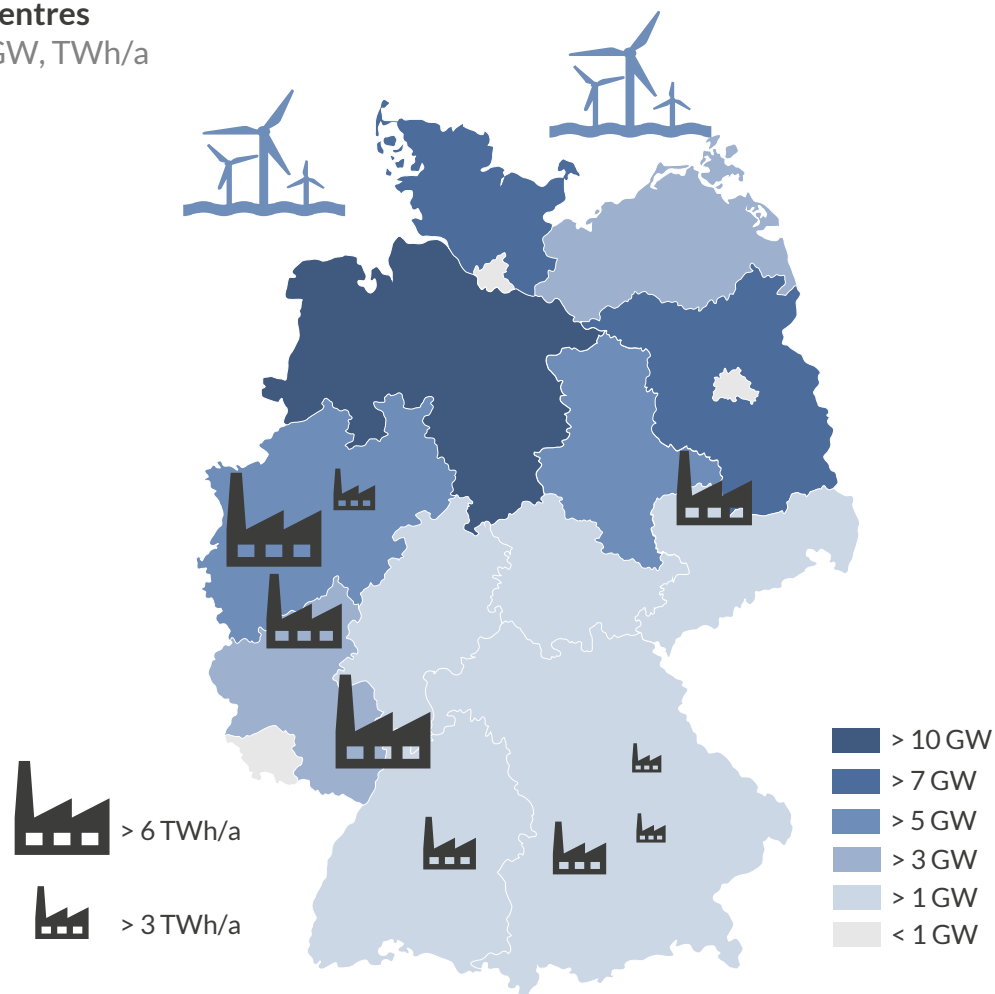 entres
GW, TWh/a
> 10 GW
> 7 GW
> 5 GW
> 3 GW
> 1 GW
< 1 GW
> 6 TWh/a
> 3 TWh/a